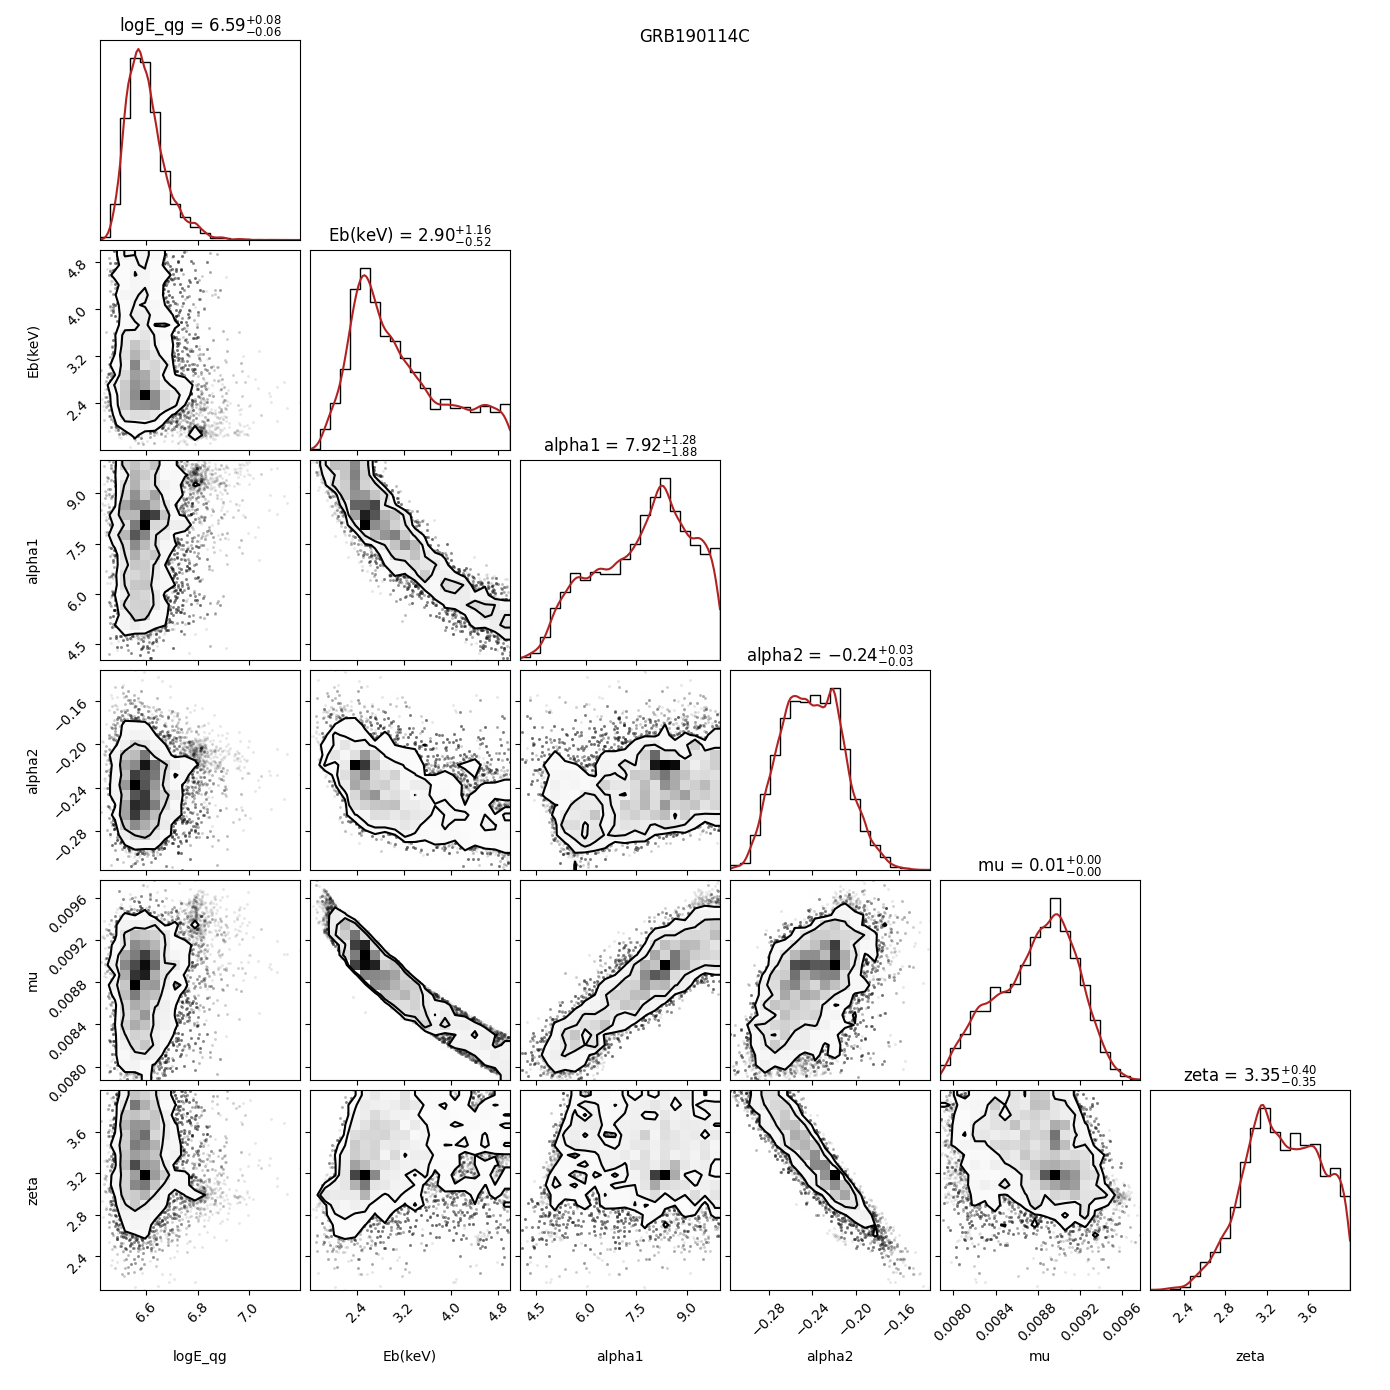 GRB190114C
logE_qg = 6.59 +0.08 −0.06
Eb(keV) = 2.90 +1.16 −0.52
4.8
4.0
3.2
2.4
Eb(keV)
alpha1 = 7.92 +1.28 −1.88
9.0
7.5
6.0
4.5
alpha1
alpha2 = −0.24 +0.03 −0.03
−0.16
−0.20
−0.24
−0.28
alpha2
mu = 0.01 +0.00 −0.00
0.0096
0.0092
0.0088
0.0084
0.0080
mu
zeta = 3.35 +0.40 −0.35
3.6
3.2
2.8
2.4
zeta
6.6 6.8 7.0
2.4 3.2 4.0 4.8
4.5 6.0 7.5 9.0
−0.28 −0.24 −0.20 −0.16
0.0080 0.0084 0.0088 0.0092 0.0096
2.4 2.8 3.2 3.6
logE_qg Eb(keV) alpha1 alpha2 mu zeta